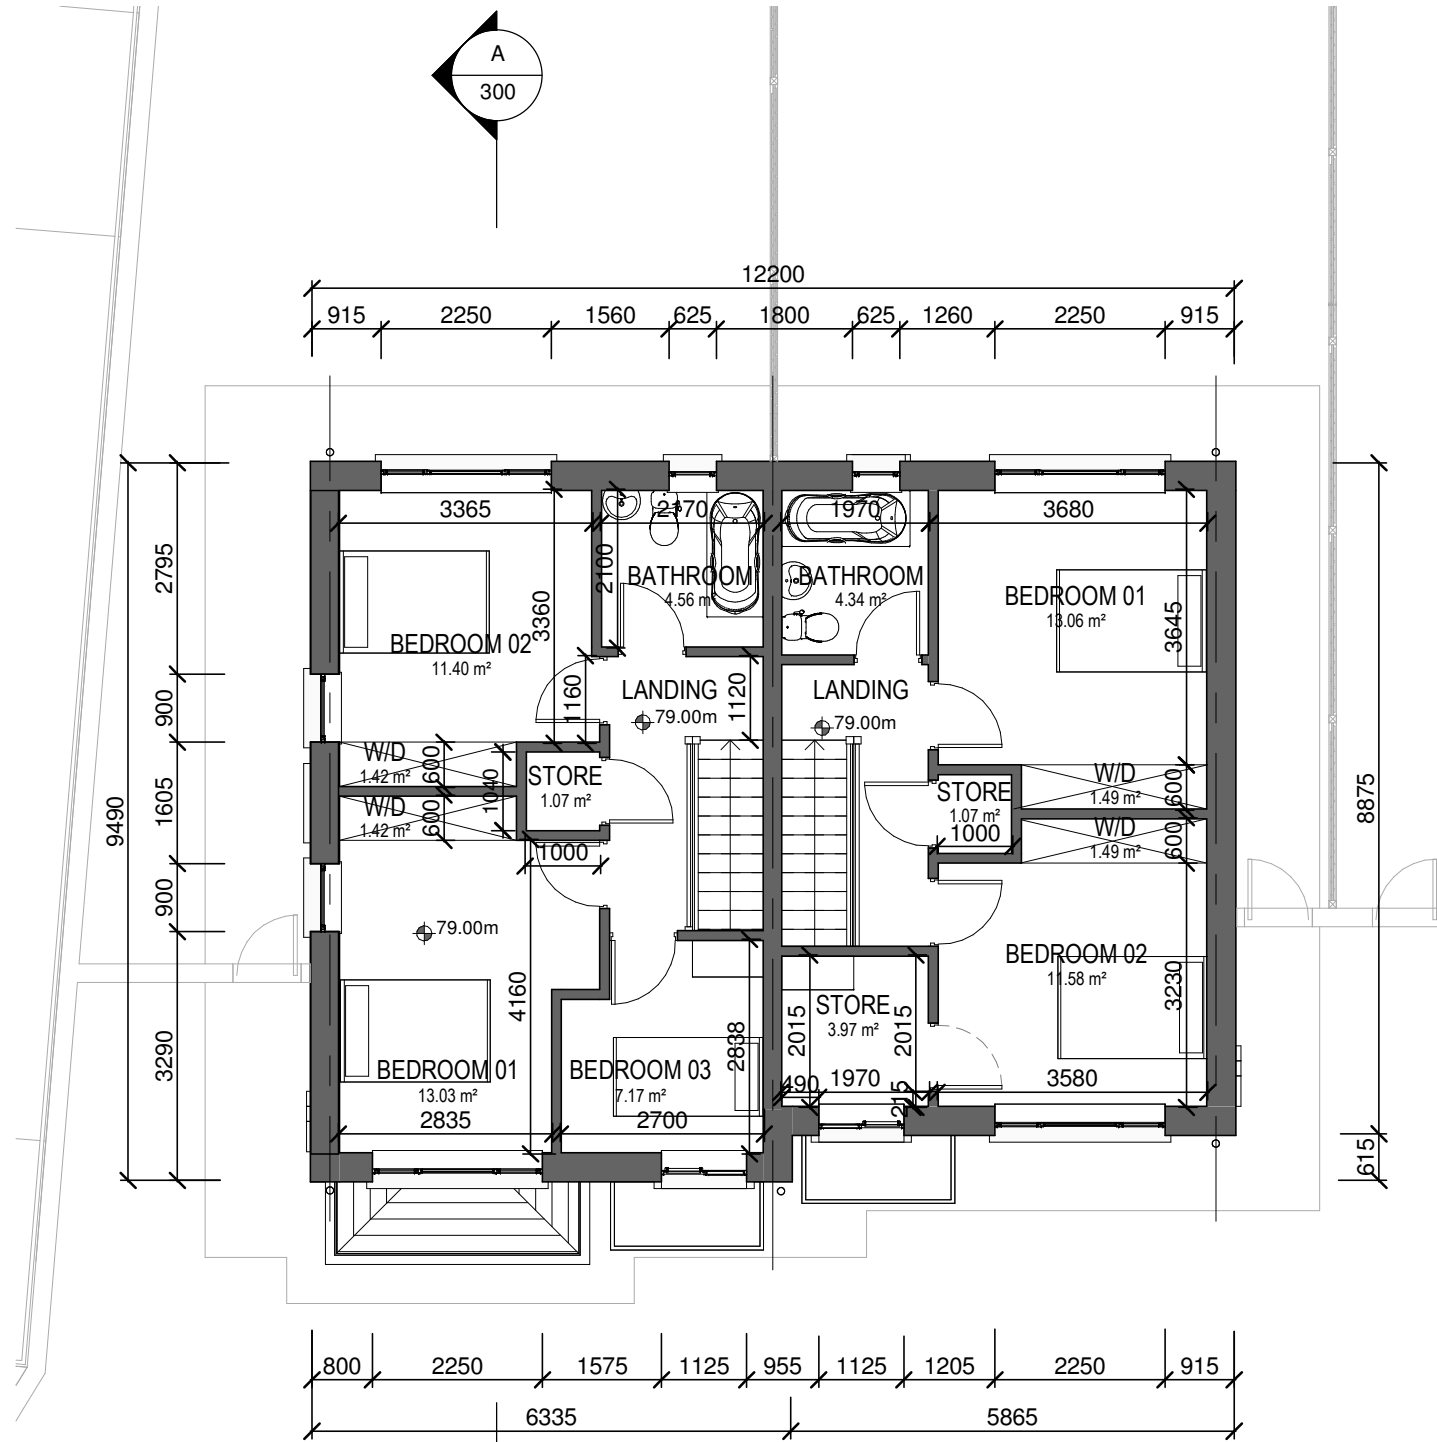 A
300
12200
915 2250 1560 625 1800 625 1260 2250 915
3365 2170 1970 3680
2795
2100
BATHROOM
4.56 m²
BATHROOM
4.34 m²
BEDROOM 01
13.06 m²
3360
3645
BEDROOM 02
11.40 m²
900
1160
LANDING
79.00m
1120
LANDING
79.00m
W/D
1.42 m²
600
1040
STORE
1.07 m²
W/D
1.49 m²
600
STORE
1.07 m²
1000
9490
1605
8875
W/D
1.42 m²
600
1000
W/D
1.49 m²
600
900
79.00m
BEDROOM 02
11.58 m²
3230
4160
STORE
3.97 m²
2015
2015
3290
2838
BEDROOM 01
13.03 m²
BEDROOM 03
7.17 m²
490 1970 2157 3580
2835 2700
615
800 2250 1575 1125 955 1125 1205 2250 915
6335 5865